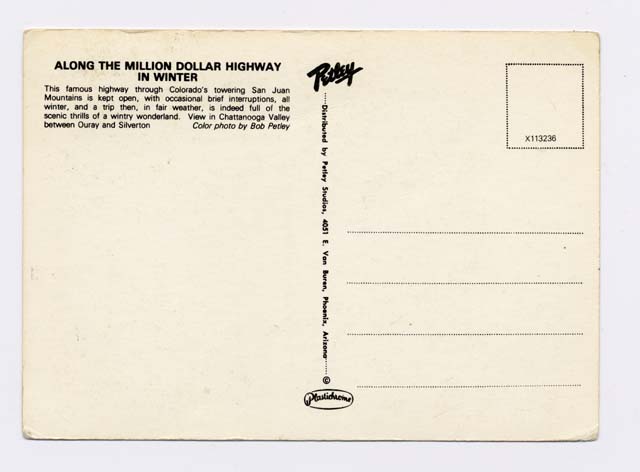 ALONG THE MILLION DOLLAR HIGHWAY
IN WINTER
This famous highway through Colorado's towering San Juan
Mountains is kept open, with occasional brief interruptions, all
winter, and a trip then, in fair weather, is indeed full of the
scenic thrills of a wintry wonderland. View in Chattanooga Valley
between Ouray and Silverton Color photo by Bob Petley
Petley
Distributed by Petley Studios, 4051 E. Van Buren, Phoenix, Arizona
©
Plastichrome
X113236